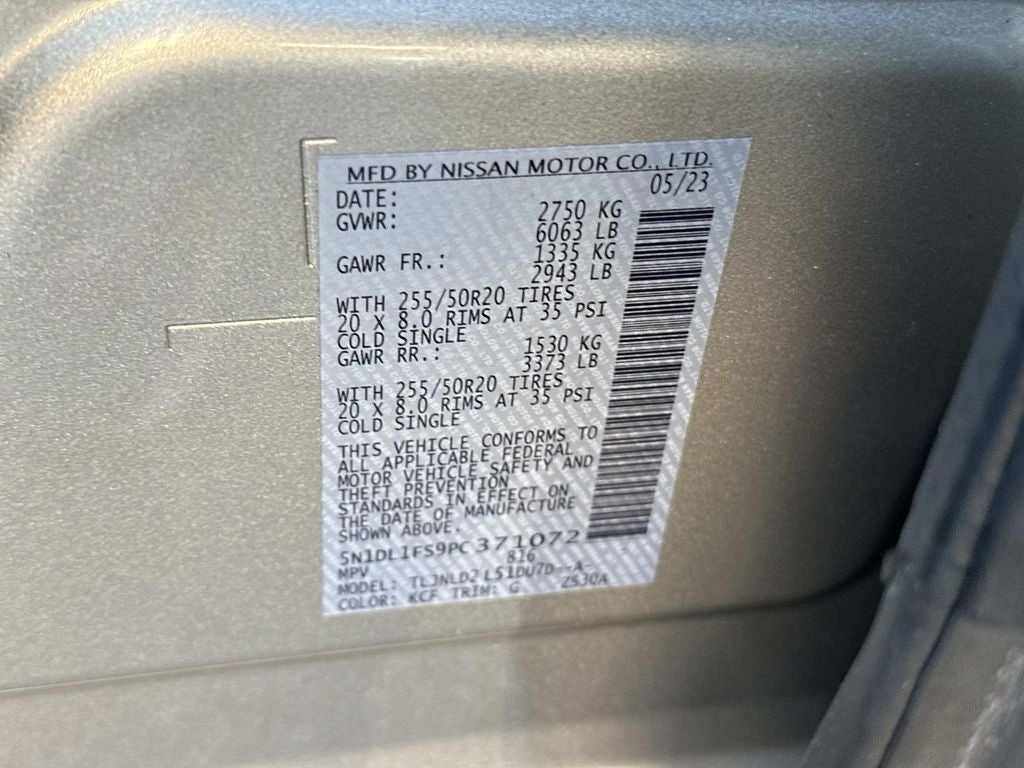 MFD BY NISSAN MOTOR CO., LTD.
DATE: 05/23
GVWR: 2750 KG
6063 LB
GAWR FR.: 1335 KG
2943 LB
WITH 255/50R20 TIRES
20 X 8.0 RIMS AT 35 PSI
COLD SINGLE
GAWR RR.: 1530 KG
3373 LB
WITH 255/50R20 TIRES
20 X 8.0 RIMS AT 35 PSI
COLD SINGLE
THIS VEHICLE CONFORMS TO
ALL APPLICABLE FEDERAL
MOTOR VEHICLE SAFETY AND
THEFT PREVENTION
STANDARDS IN EFFECT ON
THE DATE OF MANUFACTURE
SHOWN ABOVE.
5N1DL1FS9PC371072
MPV 816
MODEL: TLJNLD2 L51DU7D--A-
COLOR: KCF TRIM: G 2S30A